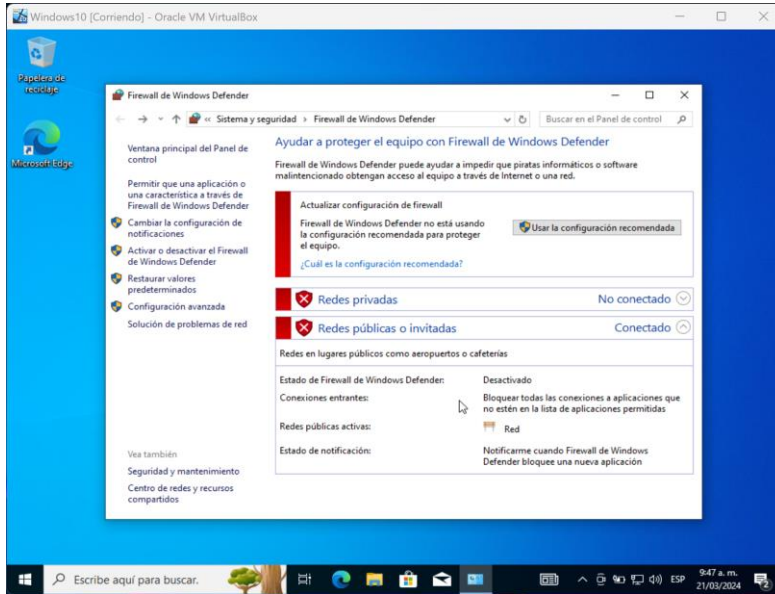 Windows10 [Corriendo] - Oracle VM VirtualBox
Papelera de
reciclaje
Microsoft Edge
Firewall de Windows Defender
« Sistema y seguridad > Firewall de Windows Defender
Buscar en el Panel de control
Ventana principal del Panel de
control
Permitir que una aplicación o
una característica a través de
Firewall de Windows Defender
Cambiar la configuración de
notificaciones
Activar o desactivar el Firewall
de Windows Defender
Restaurar valores
predeterminados
Configuración avanzada
Solución de problemas de red
Vea también
Seguridad y mantenimiento
Centro de redes y recursos
compartidos
Ayudar a proteger el equipo con Firewall de Windows Defender
Firewall de Windows Defender puede ayudar a impedir que piratas informáticos o software
malintencionado obtengan acceso al equipo a través de Internet o una red.
Actualizar configuración de firewall
Firewall de Windows Defender no está usando
la configuración recomendada para proteger
el equipo.
¿Cuál es la configuración recomendada?
Usar la configuración recomendada
Redes privadas No conectado
Redes públicas o invitadas Conectado
Redes en lugares públicos como aeropuertos o cafeterías
Estado de Firewall de Windows Defender: Desactivado
Conexiones entrantes: Bloquear todas las conexiones a aplicaciones que
no estén en la lista de aplicaciones permitidas
Redes públicas activas: Red
Estado de notificación: Notificarme cuando Firewall de Windows
Defender bloquee una nueva aplicación
Escribe aquí para buscar.
ESP
9:47 a. m.
21/03/2024
2